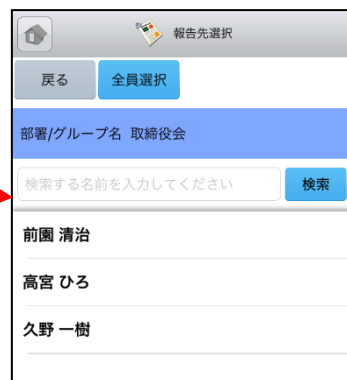 報告先選択
戻る 全員選択
部署/グループ名 取締役会
検索する名前を入力してください 検索
前園 清治
高宮 ひろ
久野 一樹